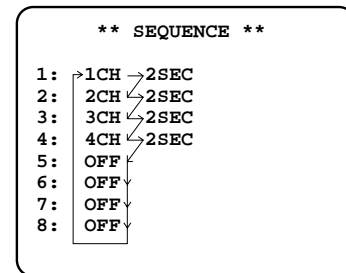 ** SEQUENCE **
1: 1CH 2SEC
2: 2CH 2SEC
3: 3CH 2SEC
4: 4CH 2SEC
5: OFF
6: OFF
7: OFF
8: OFF